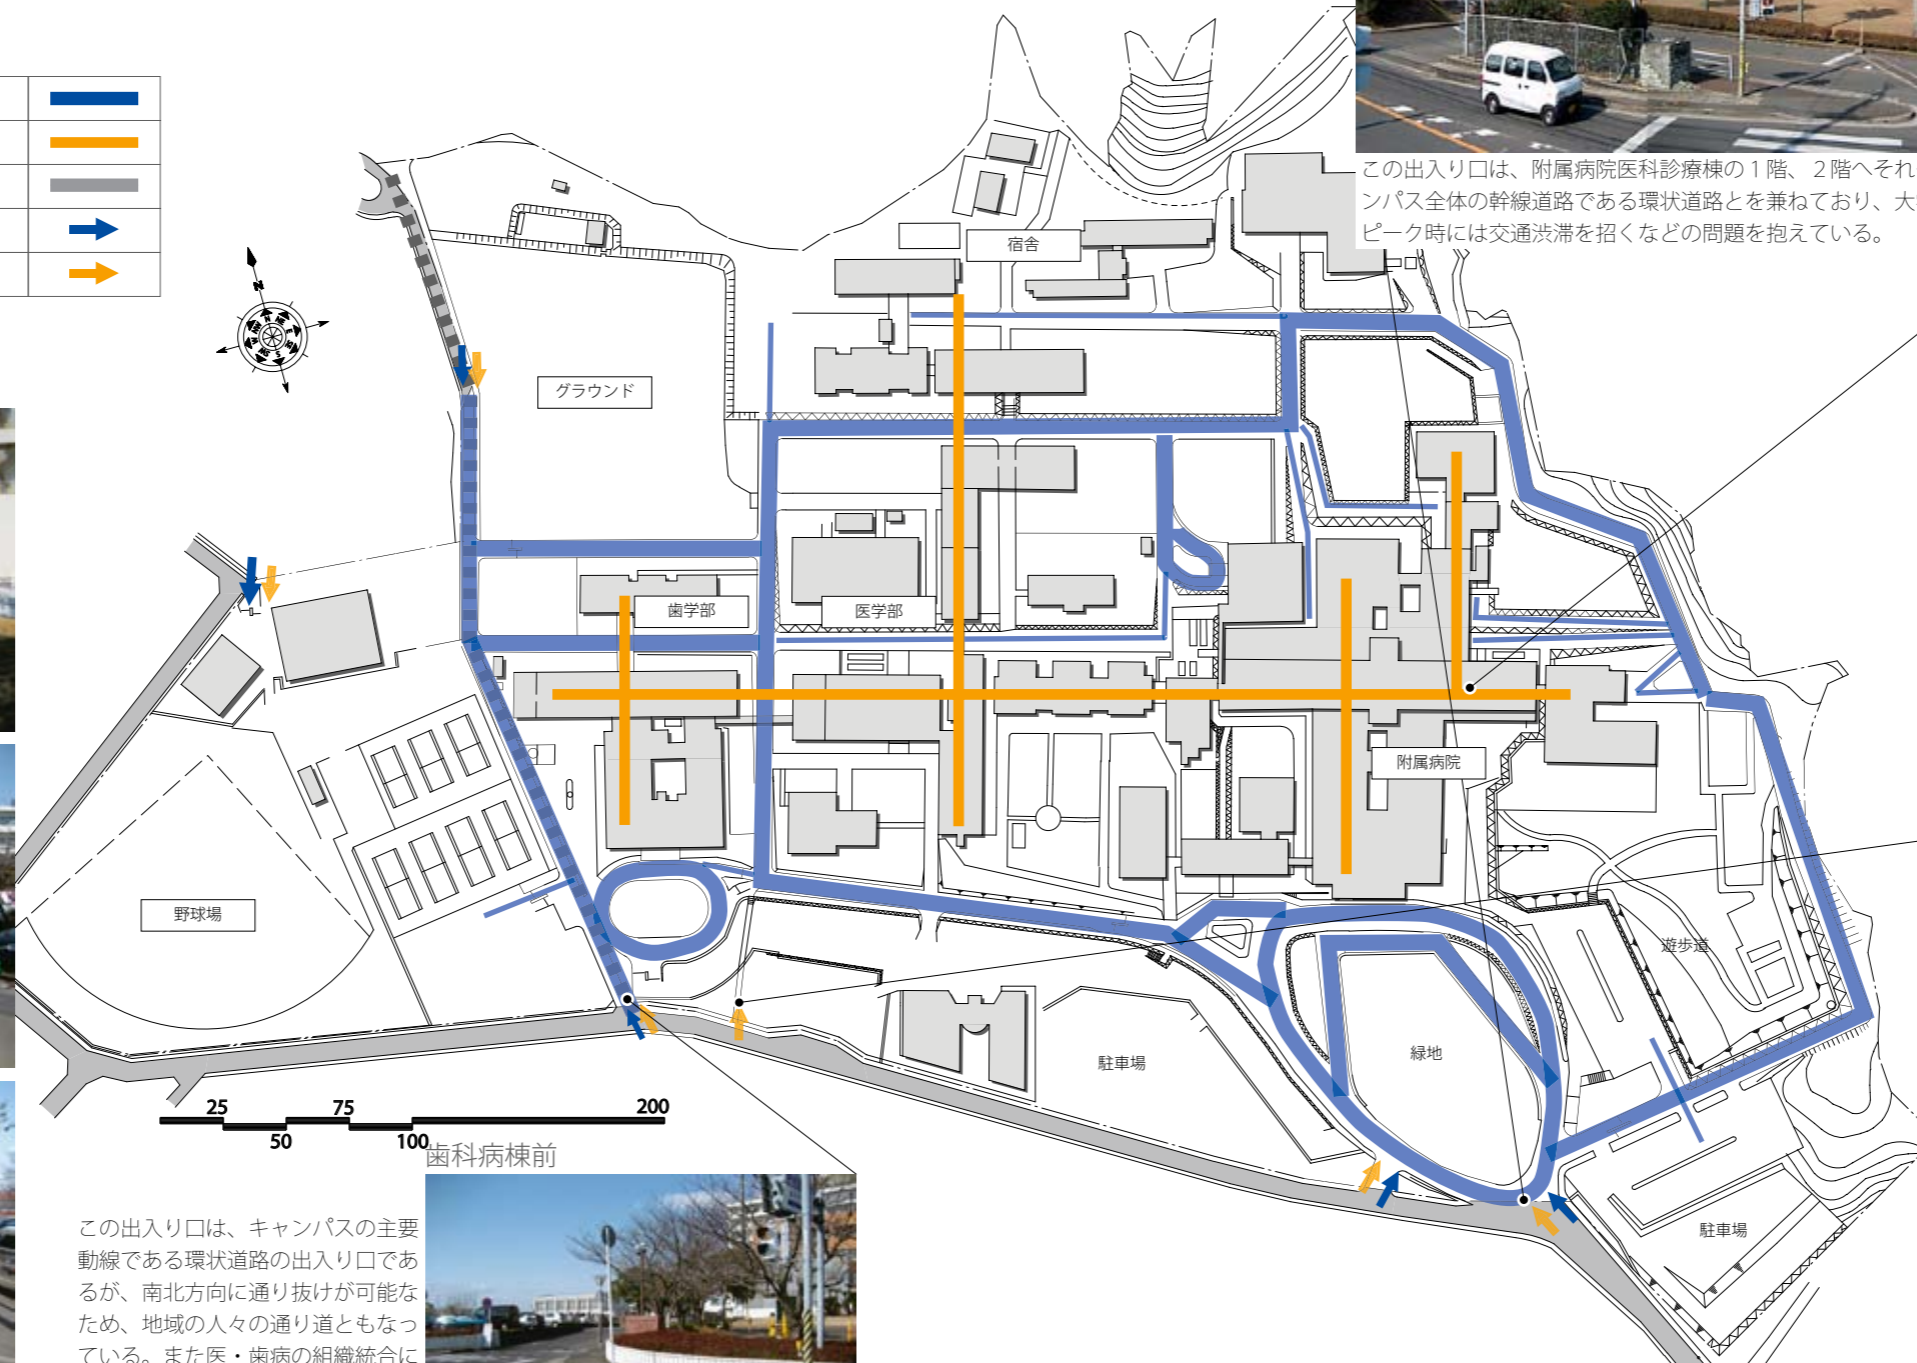 この出入り口は、附属病院医科診療棟の１階、２階へそれ
ンパス全体の幹線道路である環状道路とを兼ねており、大
ピーク時には交通渋滞を招くなどの問題を抱えている。
宿舎
グラウンド
N
NE
E
SE
S
SW
W
NW
歯学部
医学部
附属病院
野球場
遊歩道
緑地
駐車場
駐車場
25 75 200
50 100
歯科病棟前
この出入り口は、キャンパスの主要
動線である環状道路の出入り口であ
るが、南北方向に通り抜けが可能な
ため、地域の人々の通り道ともなっ
ている。また医・歯病の組織統合に